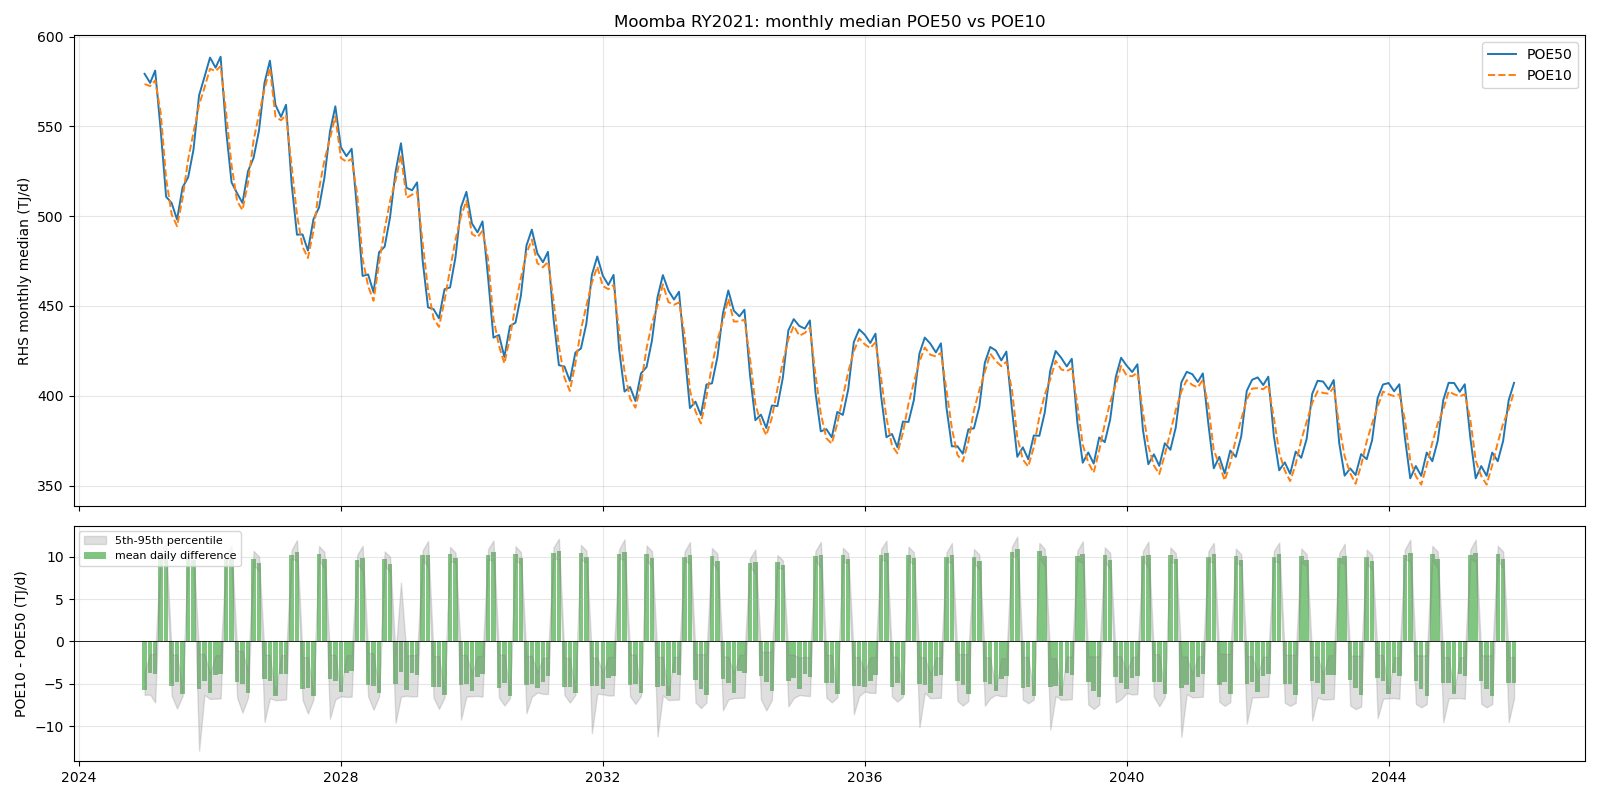 Moomba RY2021: monthly median POE50 vs POE10
RHS monthly median (TJ/d)
600
550
500
450
400
350
POE50
POE10
POE10 - POE50 (TJ/d)
10
5
0
−5
−10
5th-95th percentile
mean daily difference
2024
2028
2032
2036
2040
2044